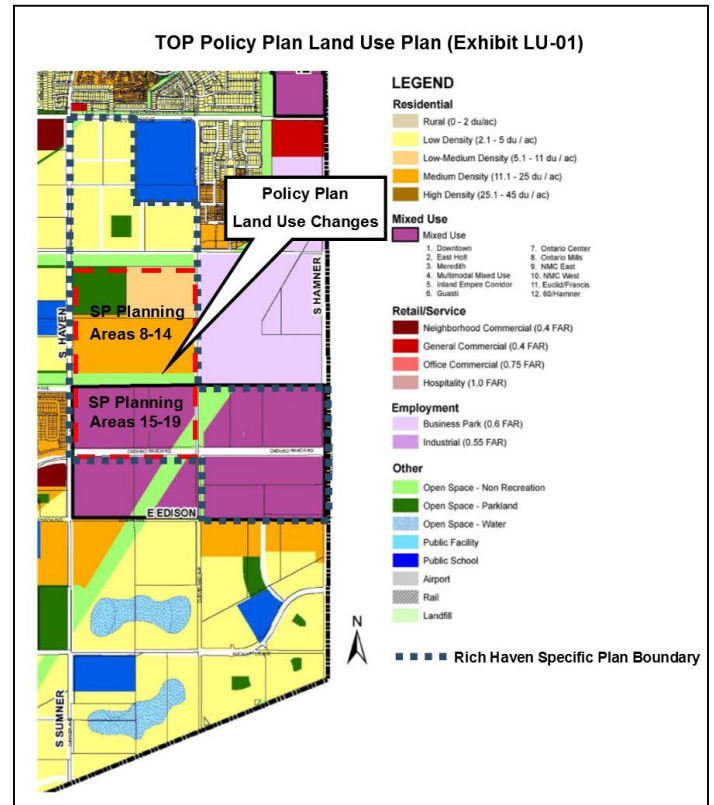 TOP Policy Plan Land Use Plan (Exhibit LU-01)
Policy Plan
Land Use Changes
SP Planning
Areas 8-14
SP Planning
Areas 15-19
S HAVEN
S HAMNER
ONTARIO RANCH RD
E EDISON
S SUMNER
N
LEGEND
Residential
Rural (0 - 2 du/ac)
Low Density (2.1 - 5 du / ac)
Low-Medium Density (5.1 - 11 du / ac)
Medium Density (11.1 - 25 du / ac)
High Density (25.1 - 45 du / ac)
Mixed Use
Mixed Use
1. Downtown
2. East Holt
3. Meredith
4. Multimodal Mixed Use
5. Inland Empire Corridor
6. Guasti
7. Ontario Center
8. Ontario Mills
9. NMC East
10. NMC West
11. Euclid/Francis
12. 60/Hamner
Retail/Service
Neighborhood Commercial (0.4 FAR)
General Commercial (0.4 FAR)
Office Commercial (0.75 FAR)
Hospitality (1.0 FAR)
Employment
Business Park (0.6 FAR)
Industrial (0.55 FAR)
Other
Open Space - Non Recreation
Open Space - Parkland
Open Space - Water
Public Facility
Public School
Airport
Rail
Landfill
Rich Haven Specific Plan Boundary